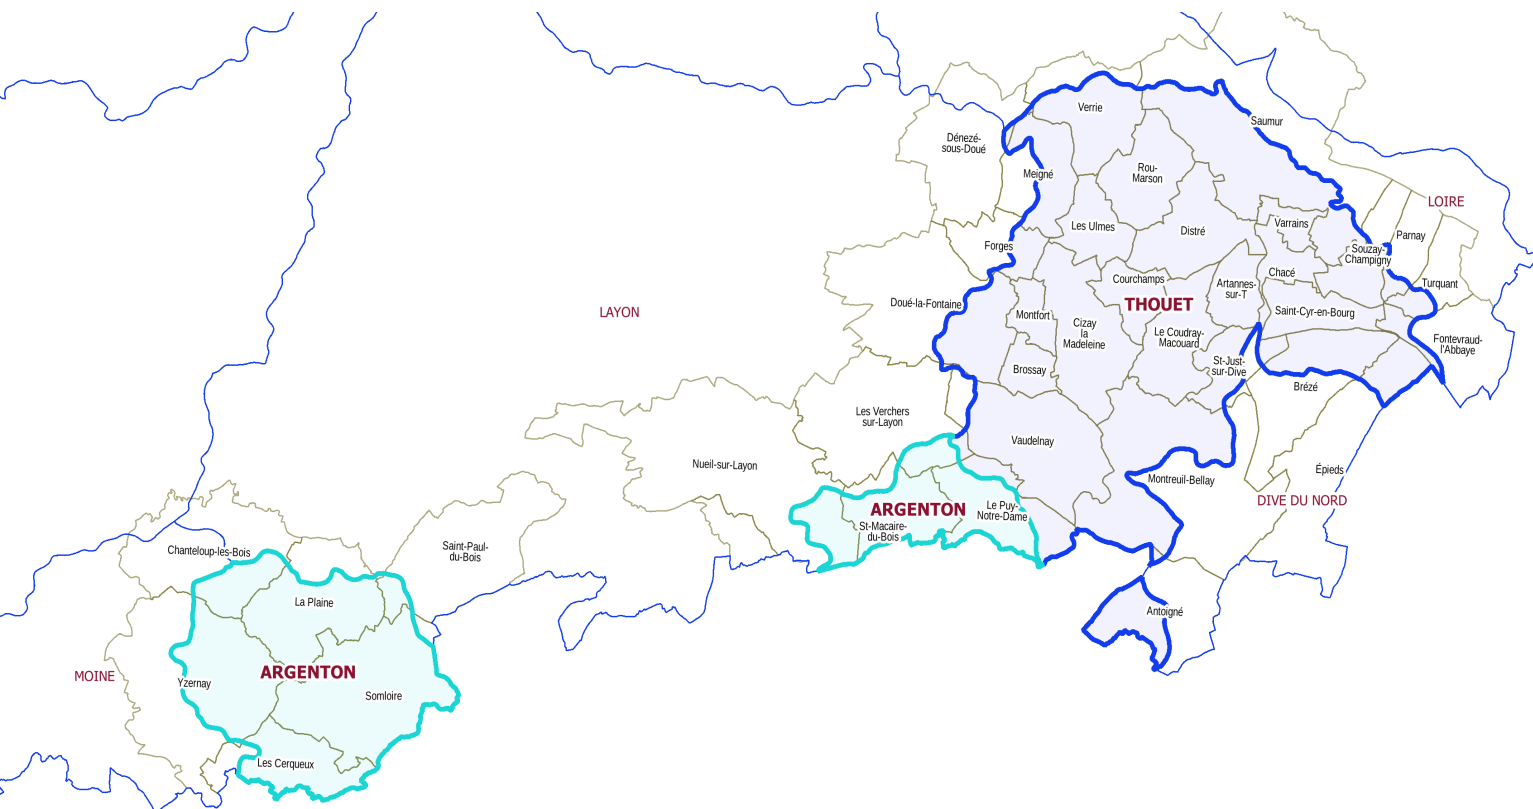 Verrie
Saumur
Dénezé-
sous-Doué
Meigné
Rou-
Marson
LOIRE
Les Ulmes
Distré
Varrains
Parnay
Forges
Souzay-
Champigny
Courchamps
Chacé
Artannes-
sur-T
Turquant
Doué-la-Fontaine
THOUET
LAYON
Montfort
Saint-Cyr-en-Bourg
Cizay
la
Madeleine
Le Coudray-
Macouard
Fontevraud-
l'Abbaye
Brossay
St-Just-
sur-Dive
Brézé
Les Verchers
sur-Layon
Vaudelnay
Nueil-sur-Layon
Épieds
Montreuil-Bellay
DIVE DU NORD
ARGENTON
Le Puy-
Notre-Dame
St-Macaire-
du-Bois
Chanteloup-les-Bois
Saint-Paul-
du-Bois
La Plaine
Antoigné
ARGENTON
MOINE
Yzernay
Somloire
Les Cerqueux